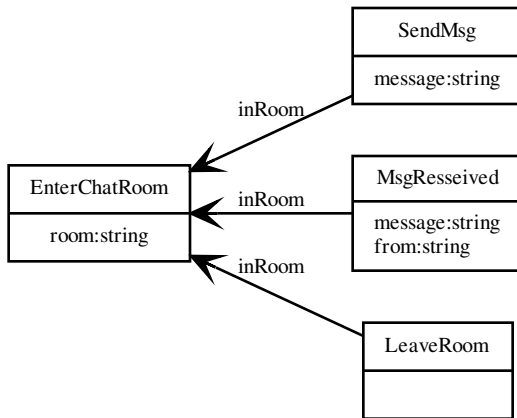 SendMsg
message:string
inRoom
EnterChatRoom
room:string
inRoom
MsgResseived
message:string
from:string
inRoom
LeaveRoom